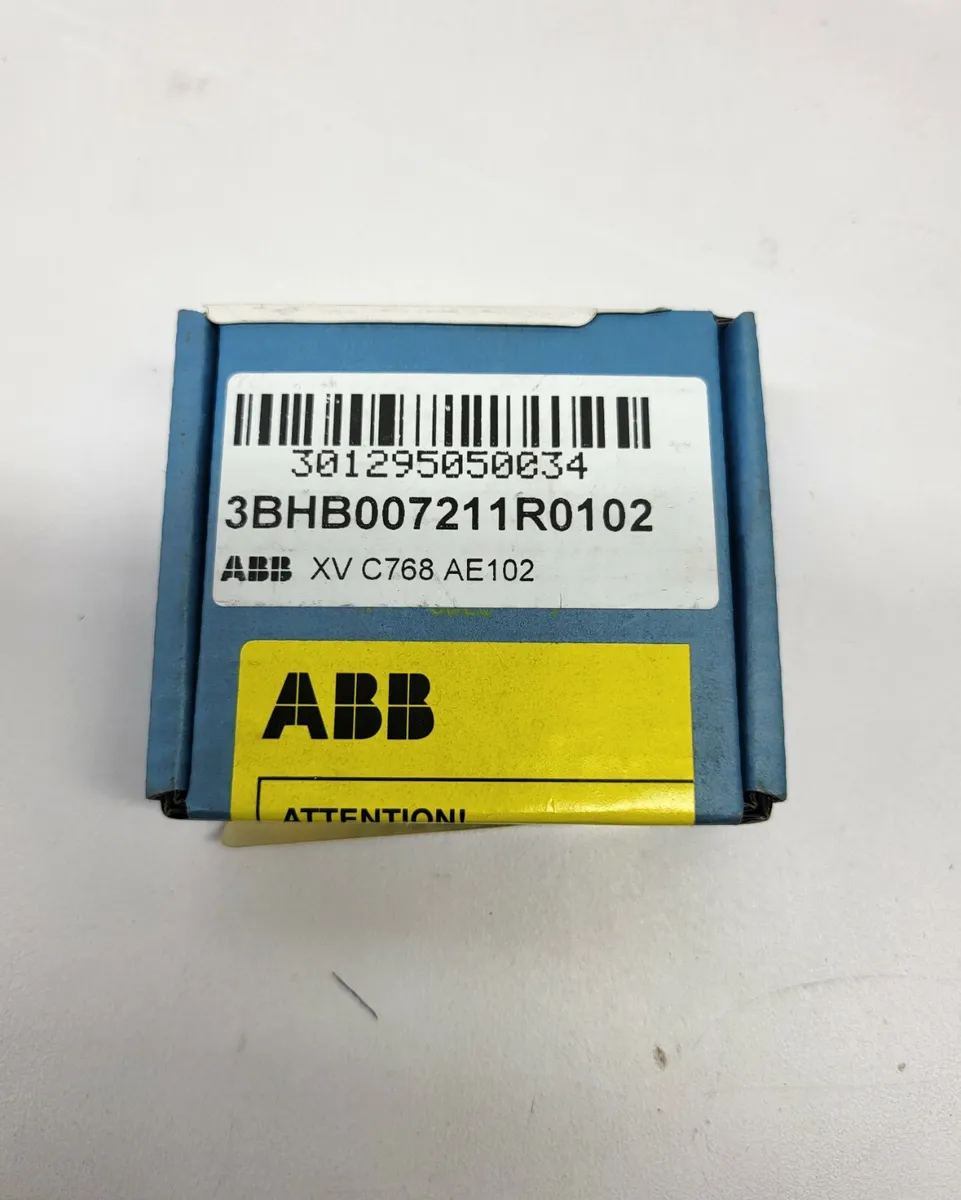 301295050034
3BHB007211R0102
ABB XV C768 AE102
ABB
ATTENTION!